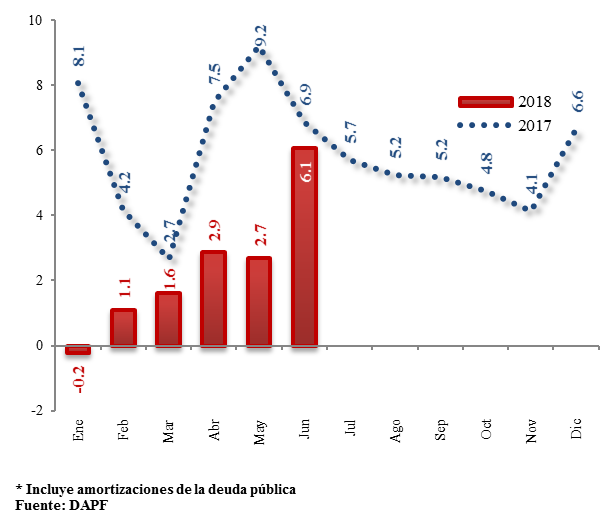 10
8
6
4
2
0
-2
8.1
4.2
2.7
7.5
9.2
6.9
5.7
5.2
5.2
4.8
4.1
6.6
2018
2017
-0.2
1.1
1.6
2.9
2.7
6.1
Ene
Feb
Mar
Abr
May
Jun
Jul
Ago
Sep
Oct
Nov
Dic
* Incluye amortizaciones de la deuda pública
Fuente: DAPF